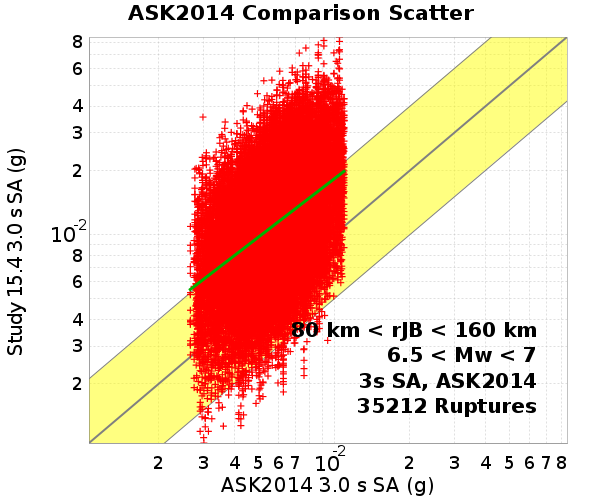 ASK2014 Comparison Scatter
8
6
4
3
2
10-2
8
6
4
3
2
Study 15.4 3.0 s SA (g)
80 km < rJB < 160 km
6.5 < Mw < 7
3s SA, ASK2014
35212 Ruptures
2 3 4 5 6 7 10-2 2 3 4 5 6 7 8
ASK2014 3.0 s SA (g)